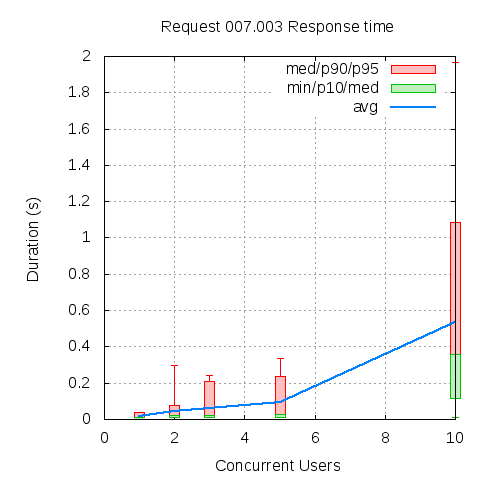 Request 007.003 Response time
med/p90/p95
min/p10/med
avg
Duration (s)
2
1.8
1.6
1.4
1.2
1
0.8
0.6
0.4
0.2
0
0 2 4 6 8 10
Concurrent Users